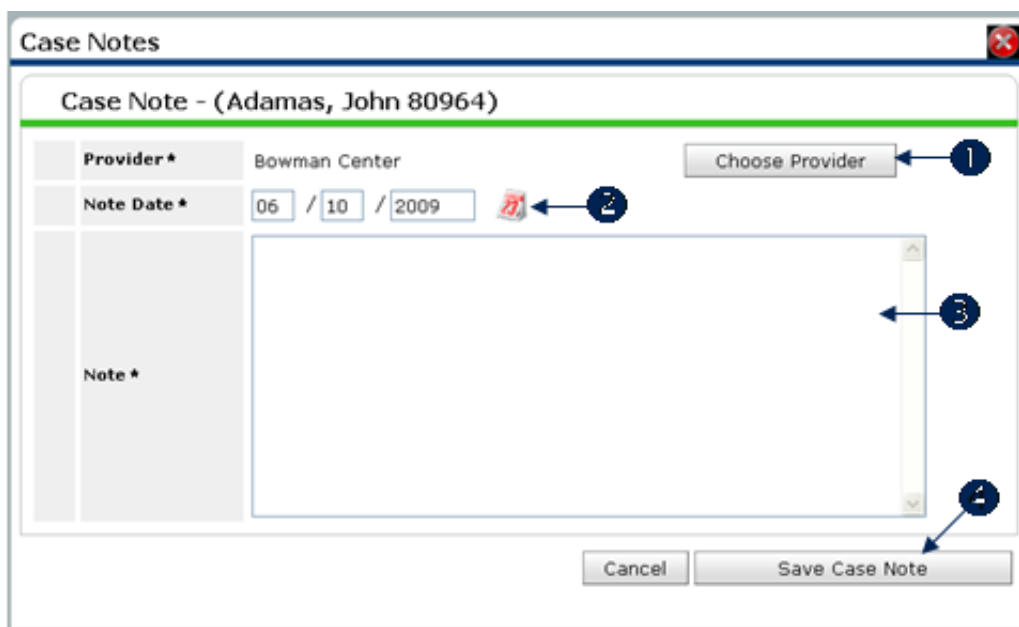 Case Notes
Case Note - (Adamas, John 80964)
Provider * Bowman Center Choose Provider 1
Note Date * 06 / 10 / 2009 2
3
Note *
4
Cancel Save Case Note